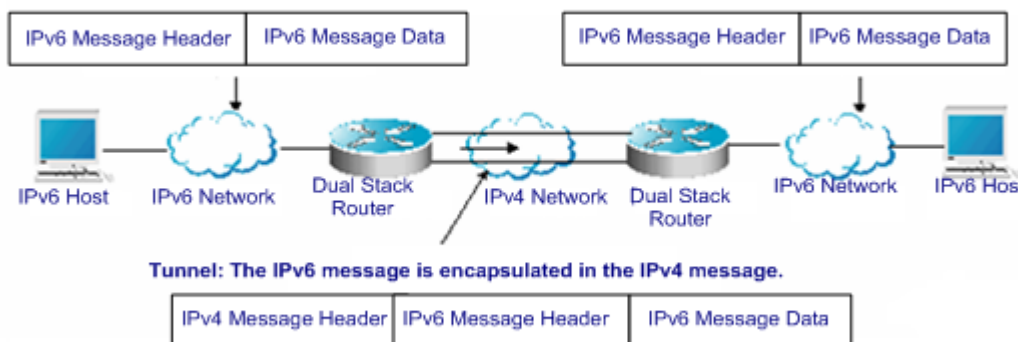 IPv6 Message Header IPv6 Message Data IPv6 Message Header IPv6 Message Data
IPv6 Host IPv6 Network Dual Stack Router IPv4 Network Dual Stack Router IPv6 Network IPv6 Hos
Tunnel: The IPv6 message is encapsulated in the IPv4 message.
IPv4 Message Header IPv6 Message Header IPv6 Message Data